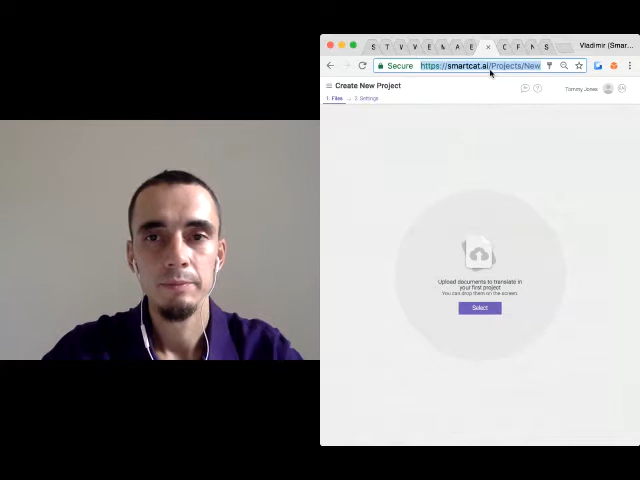 S T V V E M A E × C F N S Vladimir (Smar...
Secure https://smartcat.ai/Projects/New
Create New Project
Tommy Jones
1. Files → 2. Settings
Upload documents to translate in
your first project
You can drop them on the screen
Select